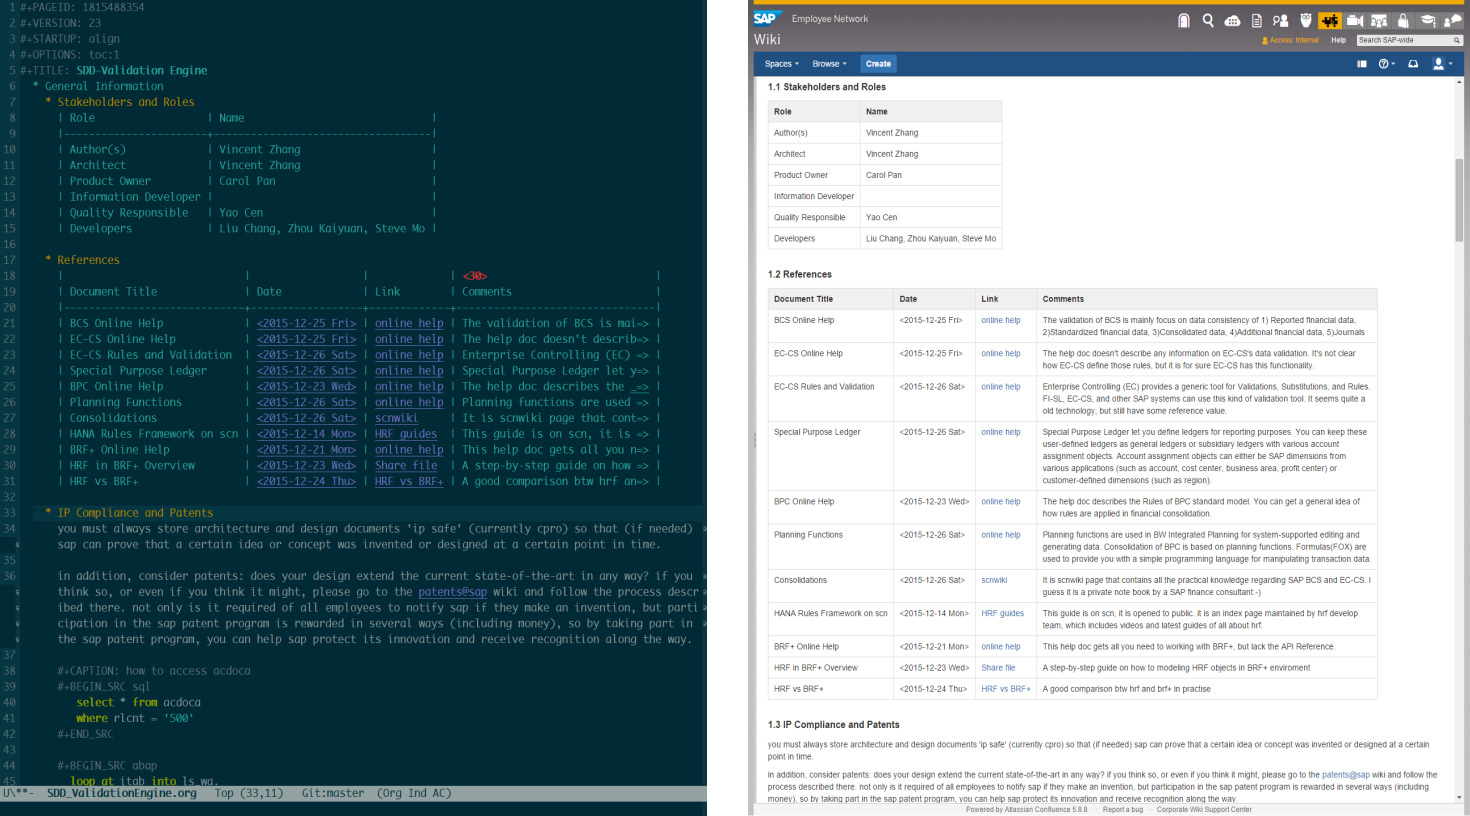 1 #+PAGEID: 1815488354
2 #+VERSION: 23
3 #+STARTUP: align
4 #+OPTIONS: toc:1
5 #+TITLE: SDD-Validation Engine
6 * General Information
7 * Stakeholders and Roles
8 | Role | Name |
9 |-----------------------+-----------------------------------|
10 | Author(s) | Vincent Zhang |
11 | Architect | Vincent Zhang |
12 | Product Owner | Carol Pan |
13 | Information Developer | |
14 | Quality Responsible | Yao Cen |
15 | Developers | Liu Chang, Zhou Kaiyuan, Steve Mo |
16
17 * References
18 | | | | <30> |
19 | Document Title | Date | Link | Comments |
20 |-----------------------------+------------------+-------------+--------------------------------|
21 | BCS Online Help | <2015-12-25 Fri> | online help | The validation of BCS is mai=> |
22 | EC-CS Online Help | <2015-12-25 Fri> | online help | The help doc doesn't describ=> |
23 | EC-CS Rules and Validation | <2015-12-26 Sat> | online help | Enterprise Controlling (EC) => |
24 | Special Purpose Ledger | <2015-12-26 Sat> | online help | Special Purpose Ledger let y=> |
25 | BPC Online Help | <2015-12-23 Wed> | online help | The help doc describes the _=> |
26 | Planning Functions | <2015-12-26 Sat> | online help | Planning functions are used => |
27 | Consolidations | <2015-12-26 Sat> | scnwiki | It is scnwiki page that cont=> |
28 | HANA Rules Framework on scn | <2015-12-14 Mon> | HRF guides | This guide is on scn, it is => |
29 | BRF+ Online Help | <2015-12-21 Mon> | online help | This help doc gets all you n=> |
30 | HRF in BRF+ Overview | <2015-12-23 Wed> | Share file | A step-by-step guide on how => |
31 | HRF vs BRF+ | <2015-12-24 Thu> | HRF vs BRF+ | A good comparison btw hrf an=> |
32
33 * IP Compliance and Patents
34 you must always store architecture and design documents 'ip safe' (currently cpro) so that (if needed)
sap can prove that a certain idea or concept was invented or designed at a certain point in time.
35
36 in addition, consider patents: does your design extend the current state-of-the-art in any way? if you
think so, or even if you think it might, please go to the patents@sap wiki and follow the process descr
ibed there. not only is it required of all employees to notify sap if they make an invention, but parti
cipation in the sap patent program is rewarded in several ways (including money), so by taking part in
the sap patent program, you can help sap protect its innovation and receive recognition along the way.
37
38 #+CAPTION: how to access acdoca
39 #+BEGIN_SRC sql
40 select * from acdoca
41 where rlcnt = '500'
42 #+END_SRC
43
44 #+BEGIN_SRC abap
45 loop at itab into ls_wa.
U\**- SDD_ValidationEngine.org Top (33,11) Git:master (Org Ind AC)
SAP Employee Network
Wiki
Access: Internal Help Search SAP-wide
Spaces Browse Create
1.1 Stakeholders and Roles
Role Name
Author(s) Vincent Zhang
Architect Vincent Zhang
Product Owner Carol Pan
Information Developer
Quality Responsible Yao Cen
Developers Liu Chang, Zhou Kaiyuan, Steve Mo
1.2 References
Document Title Date Link Comments
BCS Online Help <2015-12-25 Fri> online help The validation of BCS is mainly focus on data consistency of 1) Reported financial data,
2)Standardized financial data, 3)Consolidated data, 4)Additional financial data, 5)Journals
EC-CS Online Help <2015-12-25 Fri> online help The help doc doesn't describe any information on EC-CS's data validation. It's not clear
how EC-CS define those rules, but it is for sure EC-CS has this functionality.
EC-CS Rules and Validation <2015-12-26 Sat> online help Enterprise Controlling (EC) provides a generic tool for Validations, Substitutions, and Rules.
FI-SL, EC-CS, and other SAP systems can use this kind of validation tool. It seems quite a
old technology, but still have some reference value.
Special Purpose Ledger <2015-12-26 Sat> online help Special Purpose Ledger let you define ledgers for reporting purposes. You can keep these
user-defined ledgers as general ledgers or subsidiary ledgers with various account
assignment objects. Account assignment objects can either be SAP dimensions from
various applications (such as account, cost center, business area, profit center) or
customer-defined dimensions (such as region).
BPC Online Help <2015-12-23 Wed> online help The help doc describes the Rules of BPC standard model. You can get a general idea of
how rules are applied in financial consolidation.
Planning Functions <2015-12-26 Sat> online help Planning functions are used in BW Integrated Planning for system-supported editing and
generating data. Consolidation of BPC is based on planning functions. Formulas(FOX) are
used to provide you with a simple programming language for manipulating transaction data.
Consolidations <2015-12-26 Sat> scnwiki It is scnwiki page that contains all the practical knowledge regarding SAP BCS and EC-CS. I
guess it is a private note book by a SAP finance consultant:-)
HANA Rules Framework on scn <2015-12-14 Mon> HRF guides This guide is on scn, it is opened to public, it is an index page maintained by hrf develop
team, which includes videos and latest guides of all about hrf.
BRF+ Online Help <2015-12-21 Mon> online help This help doc gets all you need to working with BRF+, but lack the API Reference.
HRF in BRF+ Overview <2015-12-23 Wed> Share file A step-by-step guide on how to modeling HRF objects in BRF+ enviroment
HRF vs BRF+ <2015-12-24 Thu> HRF vs BRF+ A good comparison btw hrf and brf+ in practise
1.3 IP Compliance and Patents
you must always store architecture and design documents 'ip safe' (currently cpro) so that (if needed) sap can prove that a certain idea or concept was invented or designed at a certain
point in time.
in addition, consider patents: does your design extend the current state-of-the-art in any way? if you think so, or even if you think it might, please go to the patents@sap wiki and follow the
process described there. not only is it required of all employees to notify sap if they make an invention, but participation in the sap patent program is rewarded in several ways (including
money), so by taking part in the sap patent program, you can help sap protect its innovation and receive recognition along the way.
Powered by Atlassian Confluence 5.8.8 · Report a bug · Corporate Wiki Support Center